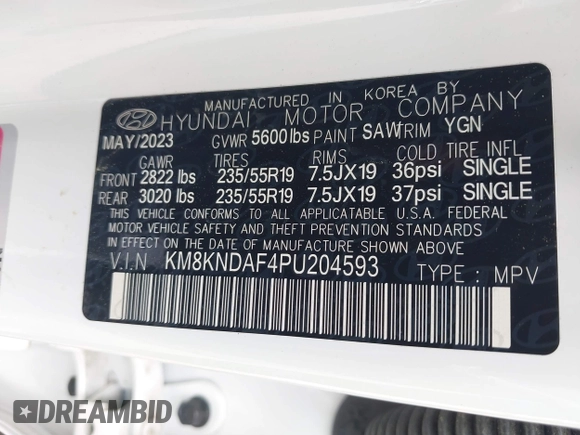 MANUFACTURED IN KOREA BY
HYUNDAI MOTOR COMPANY
MAY/2023 GVWR 5600lbs PAINT SAW TRIM YGN
GAWR TIRES RIMS COLD TIRE INFL
FRONT 2822 lbs 235/55R19 7.5JX19 36psi SINGLE
REAR 3020 lbs 235/55R19 7.5JX19 37psi SINGLE
THIS VEHICLE CONFORMS TO ALL APPLICABLE FEDERAL
MOTOR VEHICLE SAFETY AND THEFT PREVENTION STANDARDS
IN EFFECT ON THE DATE OF MANUFACTURE SHOWN ABOVE.
V.I.N KM8KNDAF4PU204593 TYPE : MPV
DREAMBID